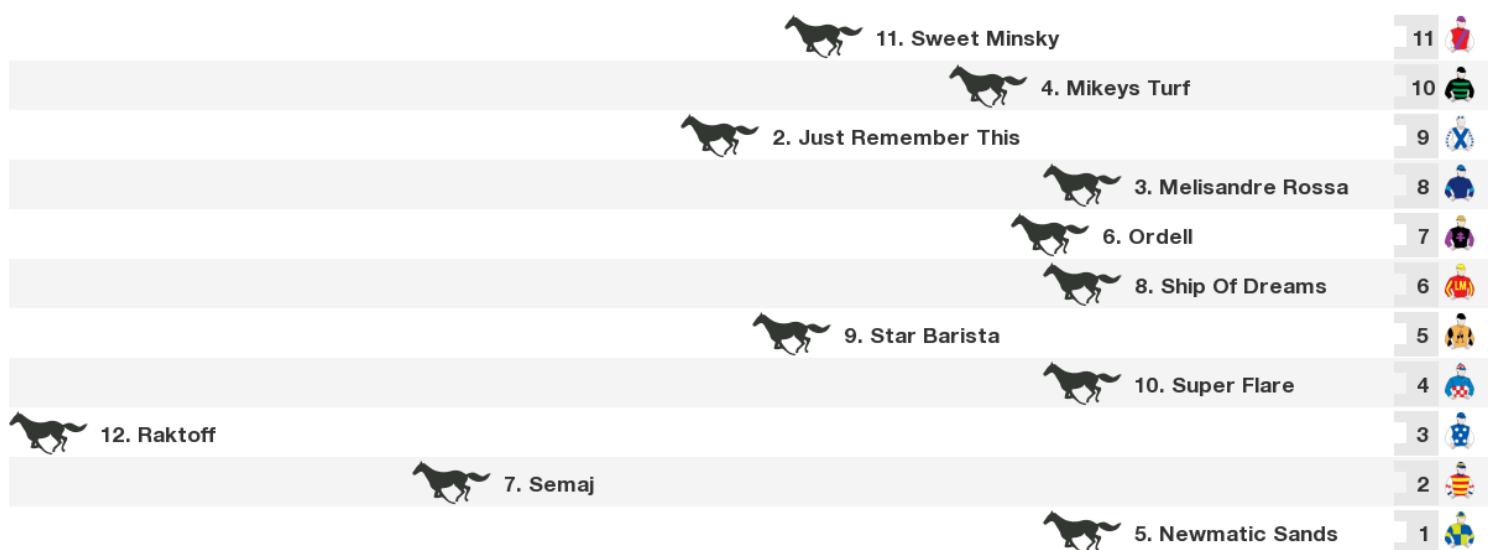 11. Sweet Minsky 11
4. Mikeys Turf 10
2. Just Remember This 9
3. Melisandre Rossa 8
6. Ordell 7
8. Ship Of Dreams 6
LM
9. Star Barista 5
10. Super Flare 4
12. Raktoff 3
7. Semaj 2
5. Newmatic Sands 1